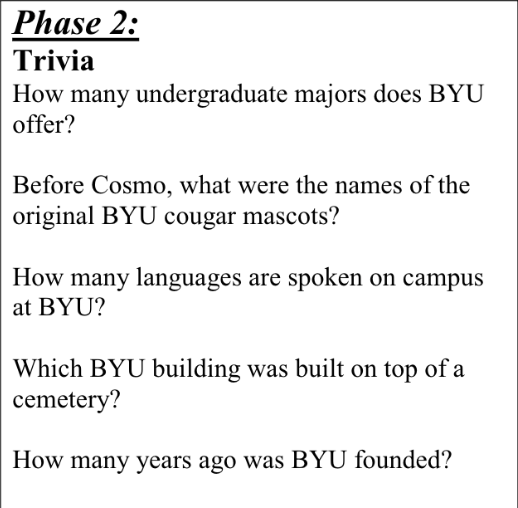 Phase 2:
Trivia
How many undergraduate majors does BYU
offer?
Before Cosmo, what were the names of the
original BYU cougar mascots?
How many languages are spoken on campus
at BYU?
Which BYU building was built on top of a
cemetery?
How many years ago was BYU founded?